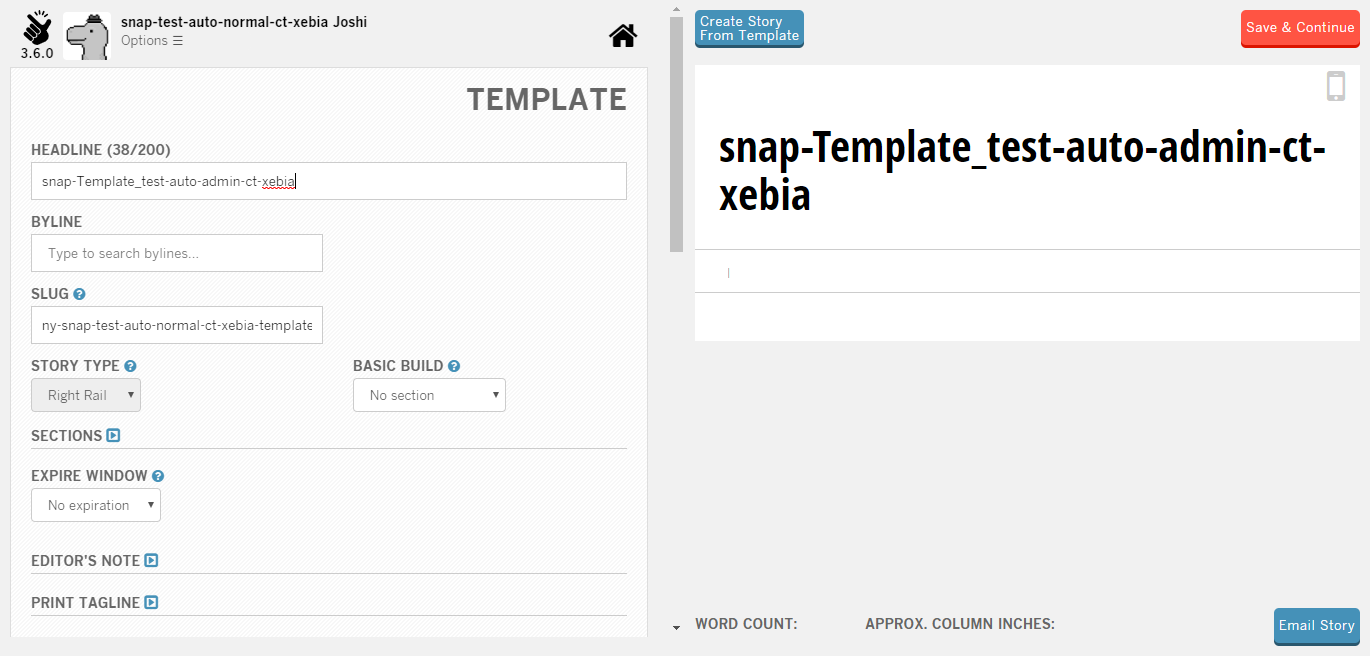 snap-test-auto-normal-ct-xebia Joshi
Options ☰
3.6.0
TEMPLATE
HEADLINE (38/200)
snap-Template_test-auto-admin-ct-xebia
BYLINE
Type to search bylines...
SLUG ?
ny-snap-test-auto-normal-ct-xebia-template
STORY TYPE ?
BASIC BUILD ?
Right Rail
No section
SECTIONS
EXPIRE WINDOW ?
No expiration
EDITOR'S NOTE
PRINT TAGLINE
Create Story
From Template
Save & Continue
snap-Template_test-auto-admin-ct-
xebia
|
WORD COUNT:
APPROX. COLUMN INCHES:
Email Story